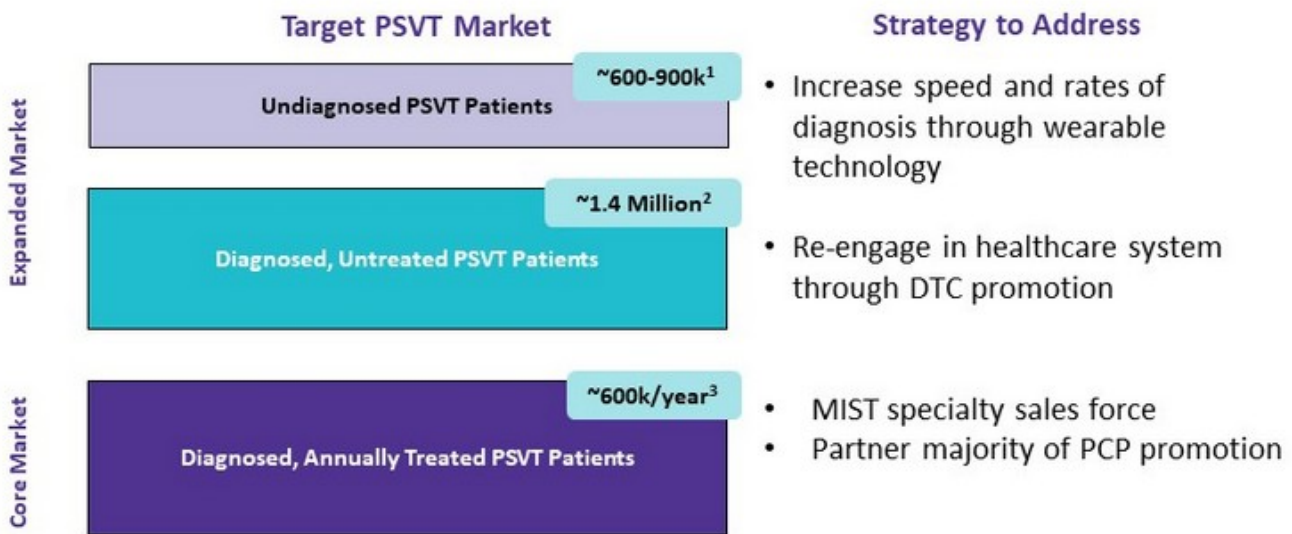 Target PSVT Market
Strategy to Address
Expanded Market
~600-900k¹
Undiagnosed PSVT Patients
• Increase speed and rates of
diagnosis through wearable
technology
~1.4 Million²
Diagnosed, Untreated PSVT Patients
• Re-engage in healthcare system
through DTC promotion
Core Market
~600k/year³
Diagnosed, Annually Treated PSVT Patients
• MIST specialty sales force
• Partner majority of PCP promotion